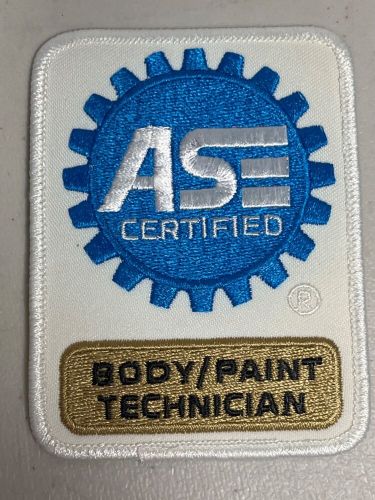 ASE
CERTIFIED
®
BODY/PAINT
TECHNICIAN